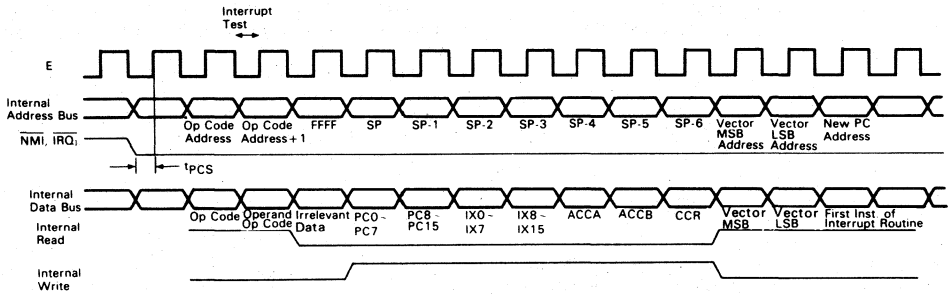 Interrupt
Test
E
Internal
Address Bus
Op Code
Address
Op Code
Address+1
FFFF
SP
SP-1
SP-2
SP-3
SP-4
SP-5
SP-6
Vector
MSB
Address
Vector
LSB
Address
New PC
Address
NMI, IRQ1
tPCS
Internal
Data Bus
Op Code
Operand
Op Code
Irrelevant
Data
PC0~
PC7
PC8~
PC15
IX0~
IX7
IX8~
IX15
ACCA
ACCB
CCR
Vector
MSB
Vector
LSB
First Inst. of
Interrupt Routine
Internal
Read
Internal
Write